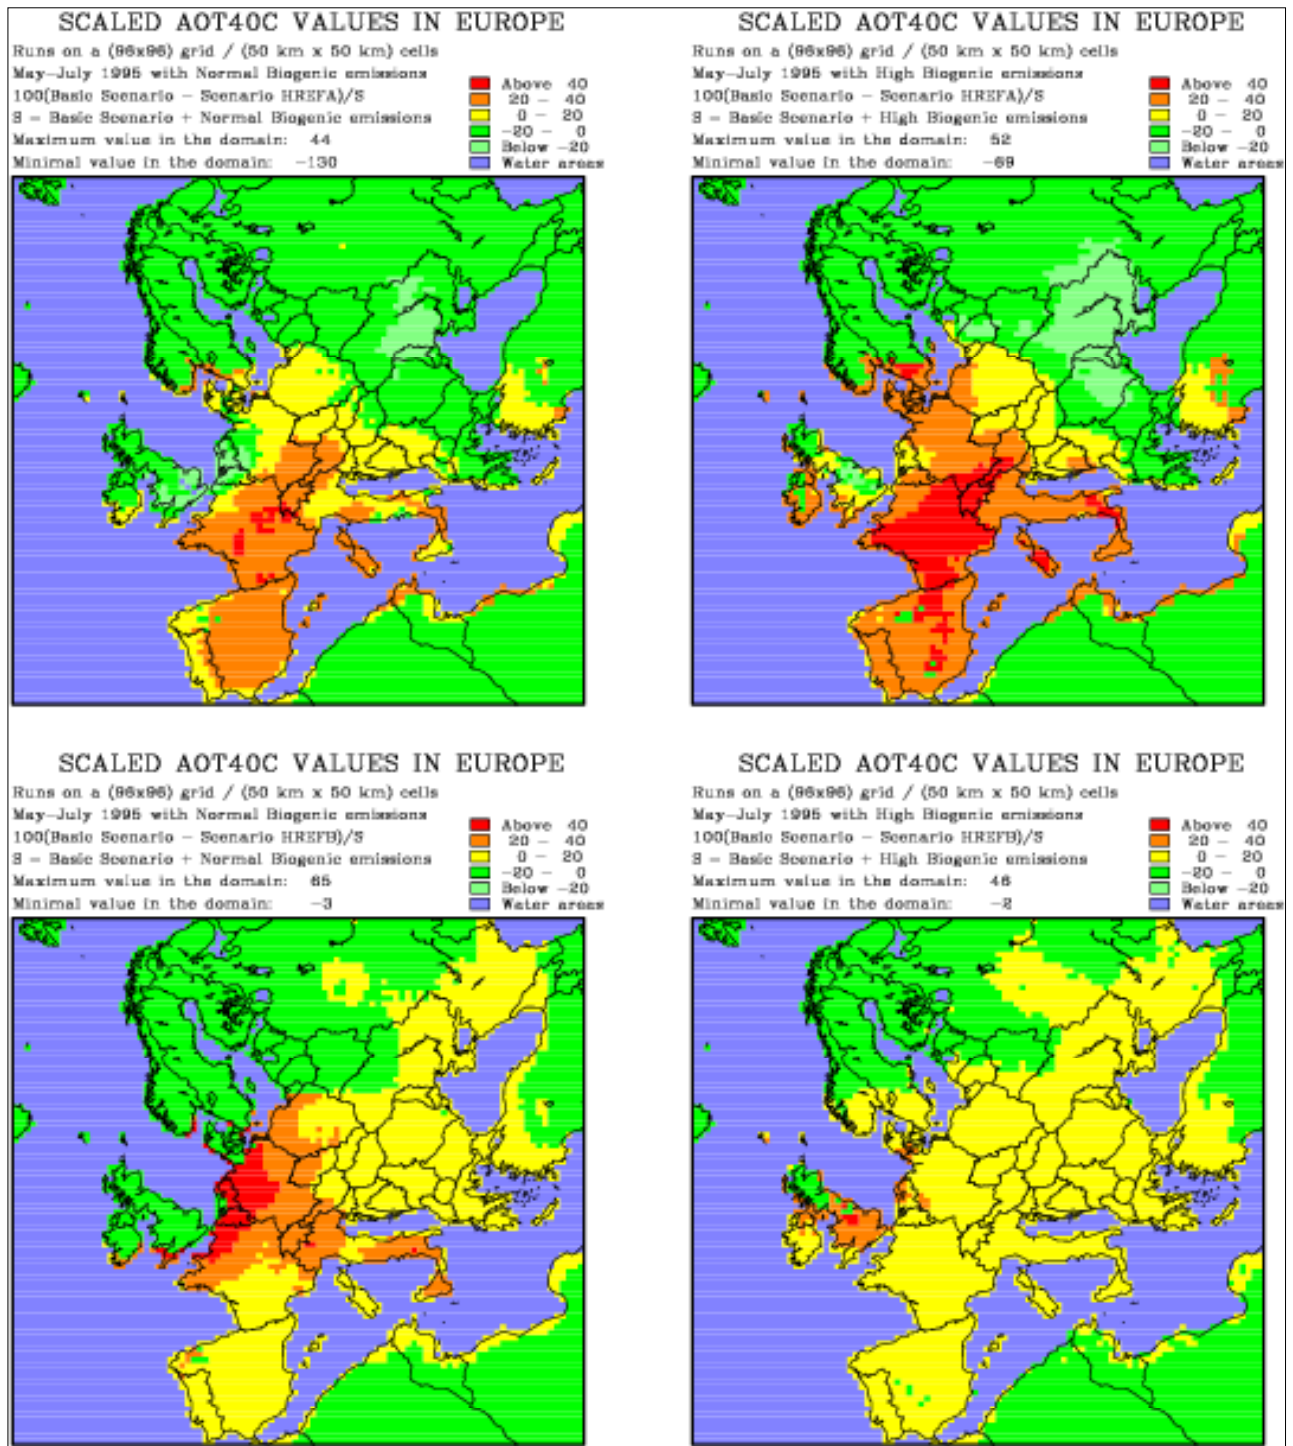 SCALED AOT40C VALUES IN EUROPE
Runs on a (96x96) grid / (50 km x 50 km) cells
May-July 1995 with Normal Biogenic emissions
100(Basic Scenario - Scenario HREFA)/S
S = Basic Scenario + Normal Biogenic emissions
Maximum value in the domain: 44
Minimal value in the domain: -130
Above 40
20 - 40
0 - 20
-20 - 0
Below -20
Water areas
SCALED AOT40C VALUES IN EUROPE
Runs on a (96x96) grid / (50 km x 50 km) cells
May-July 1995 with High Biogenic emissions
100(Basic Scenario - Scenario HREFA)/S
S = Basic Scenario + High Biogenic emissions
Maximum value in the domain: 52
Minimal value in the domain: -69
Above 40
20 - 40
0 - 20
-20 - 0
Below -20
Water areas
SCALED AOT40C VALUES IN EUROPE
Runs on a (96x96) grid / (50 km x 50 km) cells
May-July 1995 with Normal Biogenic emissions
100(Basic Scenario - Scenario HREFB)/S
S = Basic Scenario + Normal Biogenic emissions
Maximum value in the domain: 65
Minimal value in the domain: -3
Above 40
20 - 40
0 - 20
-20 - 0
Below -20
Water areas
SCALED AOT40C VALUES IN EUROPE
Runs on a (96x96) grid / (50 km x 50 km) cells
May-July 1995 with High Biogenic emissions
100(Basic Scenario - Scenario HREFB)/S
S = Basic Scenario + High Biogenic emissions
Maximum value in the domain: 46
Minimal value in the domain: -2
Above 40
20 - 40
0 - 20
-20 - 0
Below -20
Water areas